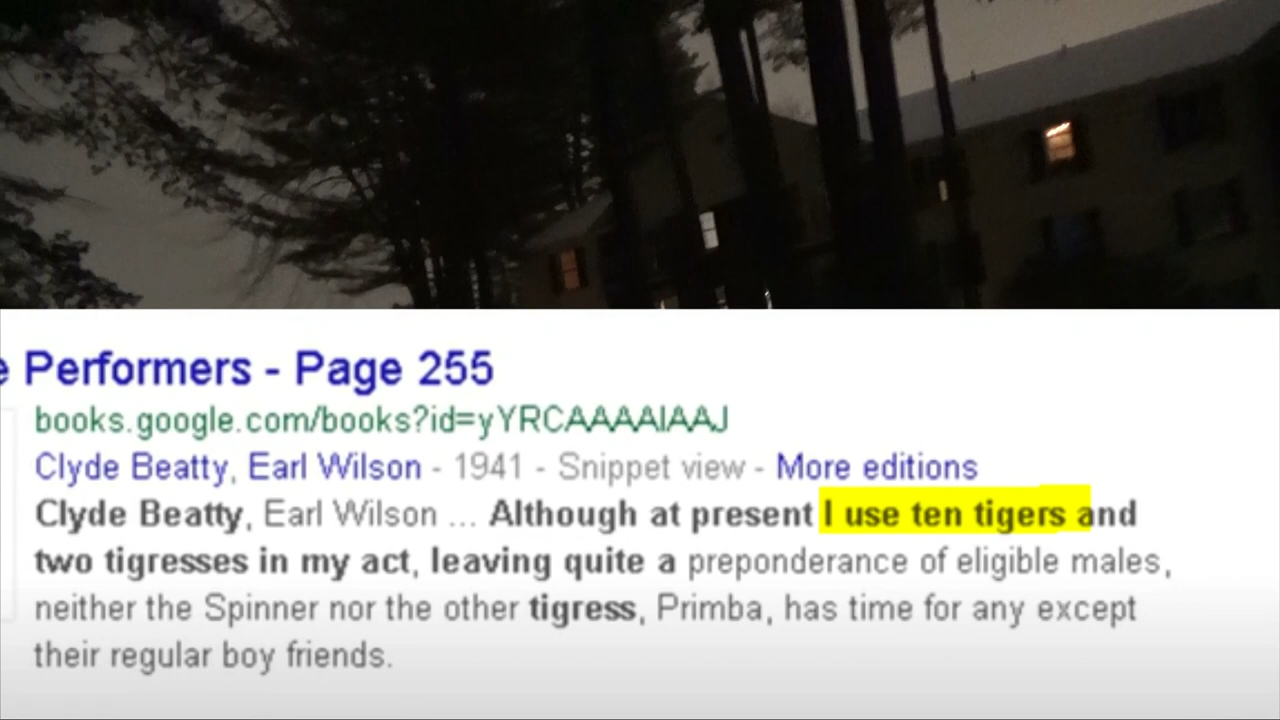 e Performers - Page 255
books.google.com/books?id=yYRCAAAAIAAJ
Clyde Beatty, Earl Wilson - 1941 - Snippet view - More editions
Clyde Beatty, Earl Wilson ... Although at present I use ten tigers and
two tigresses in my act, leaving quite a preponderance of eligible males,
neither the Spinner nor the other tigress, Primba, has time for any except
their regular boy friends.